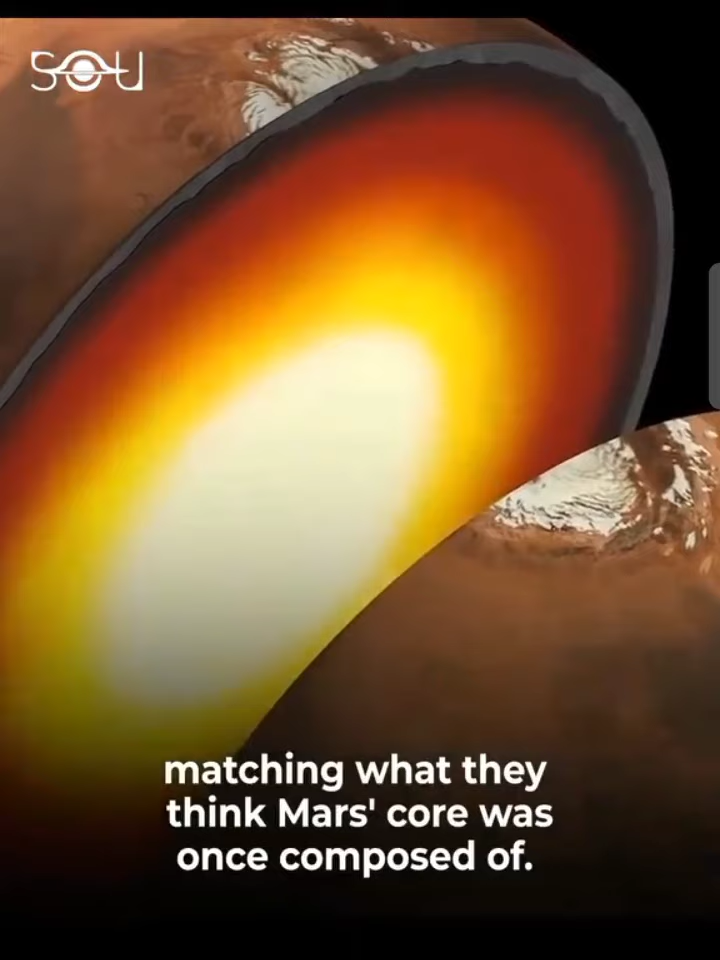 SOU
matching what they
think Mars' core was
once composed of.